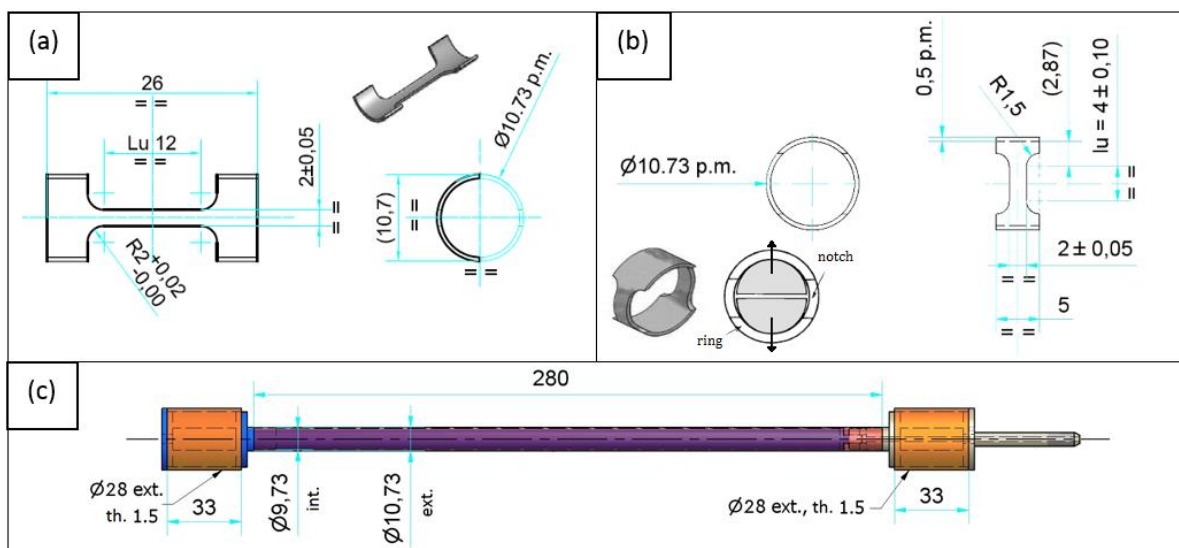 (a)
26
= =
Lu 12
= =
2±0,05
=
=
R2 +0,02
-0,00
Ø10.73 p.m.
(10,7)
=
=
= =
(b)
0,5 p.m.
(2,87)
R1,5
lu = 4 ± 0,10
=
=
Ø10.73 p.m.
notch
ring
2 ± 0,05
= =
5
= =
(c)
280
Ø28 ext.
th. 1.5
33
Ø9,73
int.
Ø10,73
ext.
Ø28 ext., th. 1.5
33